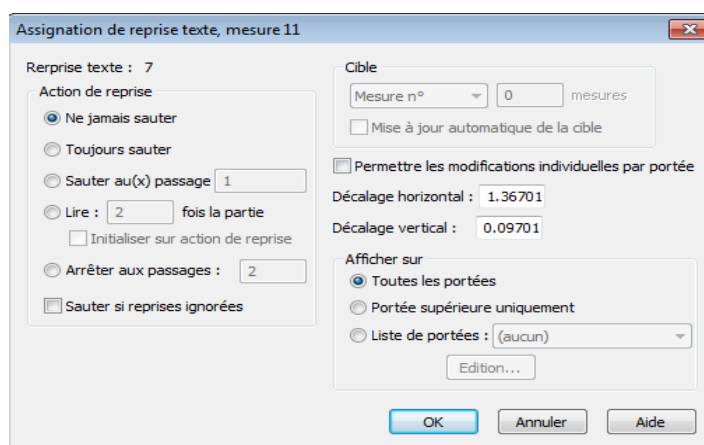 Assignation de reprise texte, mesure 11
Rerprise texte : 7
Action de reprise
Ne jamais sauter
Toujours sauter
Sauter au(x) passage 1
Lire : 2 fois la partie
Initialiser sur action de reprise
Arrêter aux passages : 2
Sauter si reprises ignorées
Cible
Mesure n° 0 mesures
Mise à jour automatique de la cible
Permettre les modifications individuelles par portée
Décalage horizontal : 1.36701
Décalage vertical : 0.09701
Afficher sur
Toutes les portées
Portée supérieure uniquement
Liste de portées : (aucun)
Edition...
OK Annuler Aide